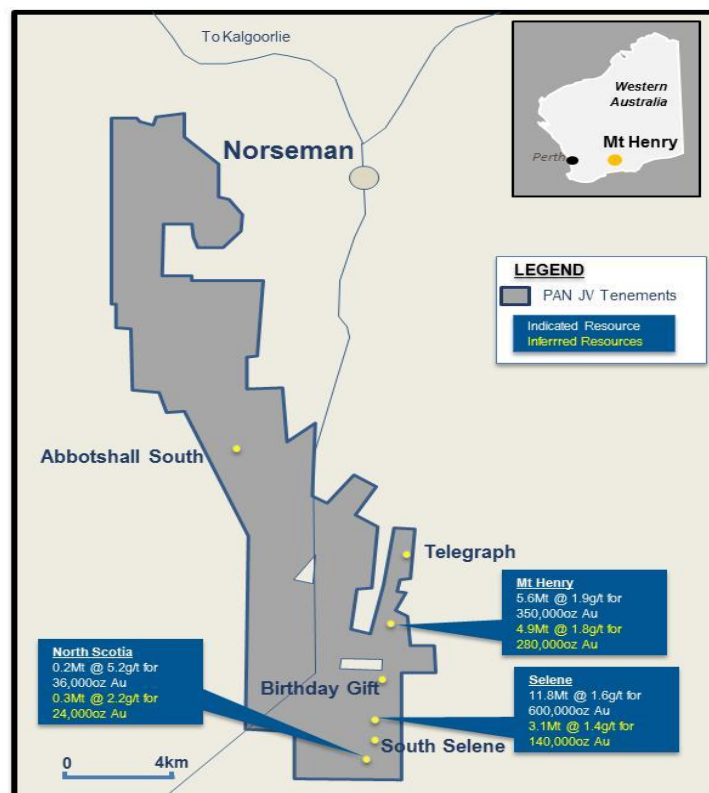 To Kalgoorlie
Western
Australia
Norseman
Mt Henry
Perth
LEGEND
PAN JV Tenements
Indicated Resource
Inferrred Resources
Abbotshall South
Telegraph
Mt Henry
5.6Mt @ 1.9g/t for
350,000oz Au
4.9Mt @ 1.8g/t for
280,000oz Au
North Scotia
0.2Mt @ 5.2g/t for
36,000oz Au
0.3Mt @ 2.2g/t for
24,000oz Au
Birthday Gift
Selene
11.8Mt @ 1.6g/t for
600,000oz Au
3.1Mt @ 1.4g/t for
140,000oz Au
South Selene
0 4km